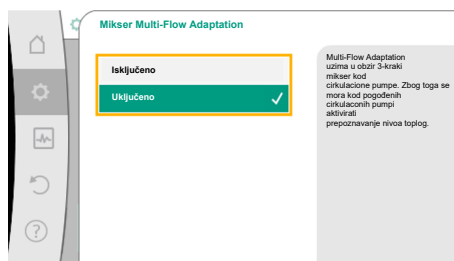 Mikser Multi-Flow Adaptation
Isključeno
Uključeno
Multi-Flow Adaptation
uzima u obzir 3-kraki
mikser kod
cirkulacione pumpe. Zbog toga se
mora kod pogođenih
cirkulaconih pumpi
aktivirati
prepoznavanje nivoa toplog.